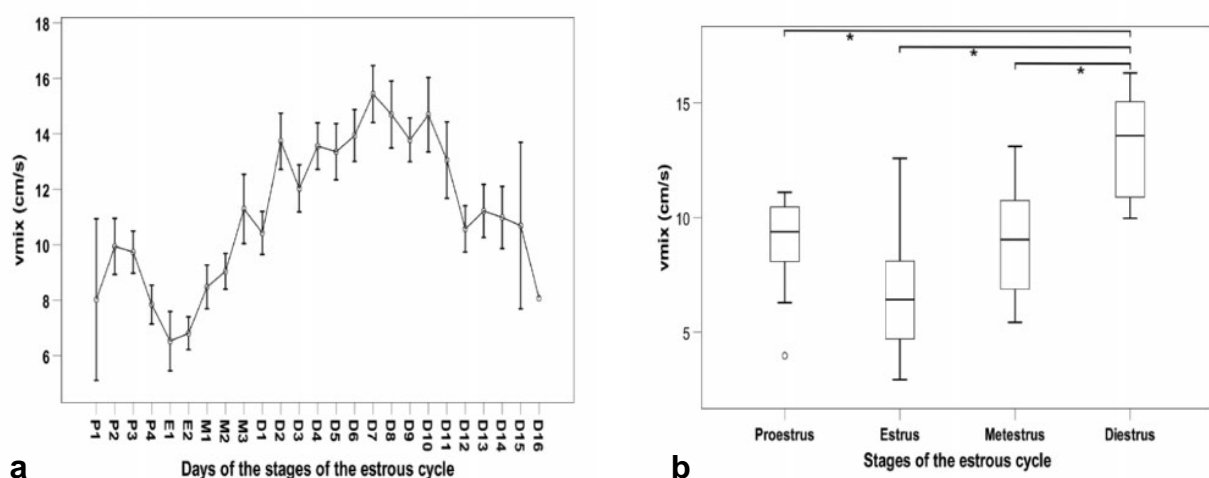 18
16
14
12
10
8
6
vmix (cm/s)
P1 P2 P3 P4 E1 E2 M1 M2 M3 D1 D2 D3 D4 D5 D6 D7 D8 D9 D10 D11 D12 D13 D14 D15 D16
Days of the stages of the estrous cycle
a
*
*
*
15
10
5
vmix (cm/s)
Proestrus Estrus Metestrus Diestrus
Stages of the estrous cycle
b